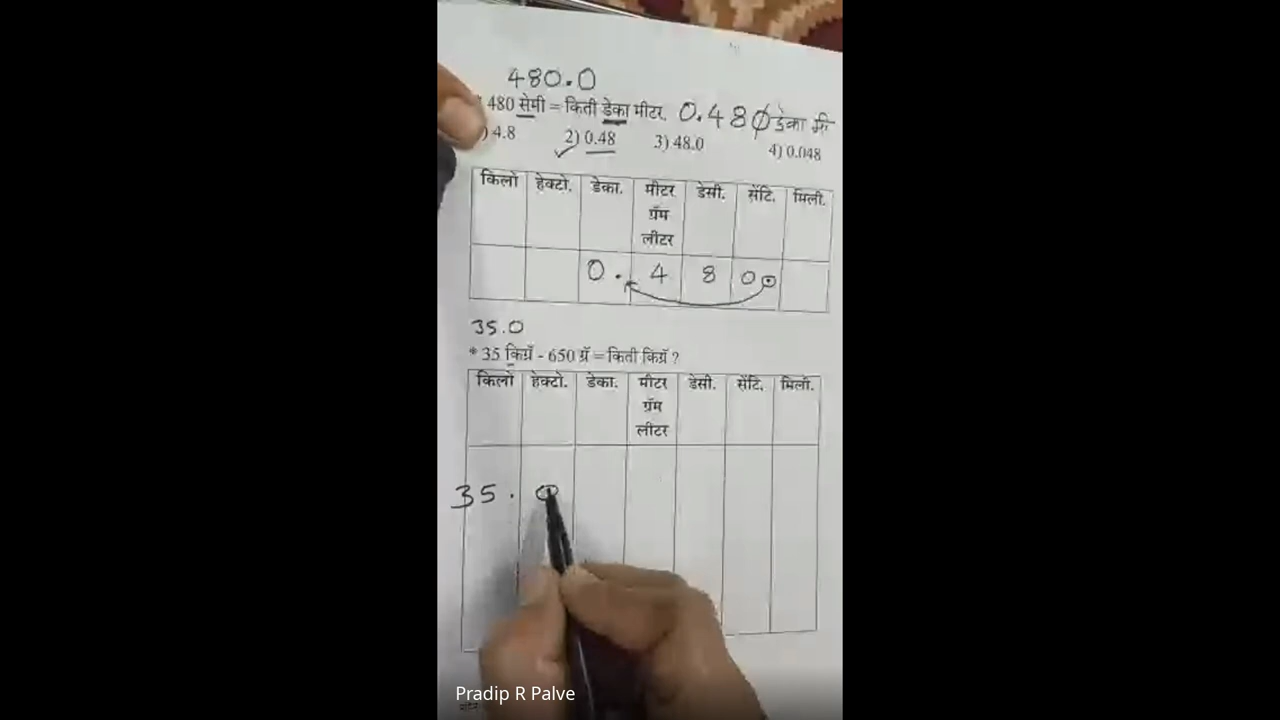 480.0
480 सेमी = किती डेका मीटर. 0.480 डेका मी
) 4.8 2) 0.48 3) 48.0 4) 0.048
किलो हेक्टो. डेका. मीटर ग्रॅम लीटर डेसी. सेंटि. मिली.
0. 4 8 0.
35.0
* 35 किग्रॅ - 650 ग्रॅ = किती किग्रॅ ?
किलो हेक्टो. डेका. मीटर ग्रॅम लीटर डेसी. सेंटि. मिली.
35. 0
Pradip R Palve